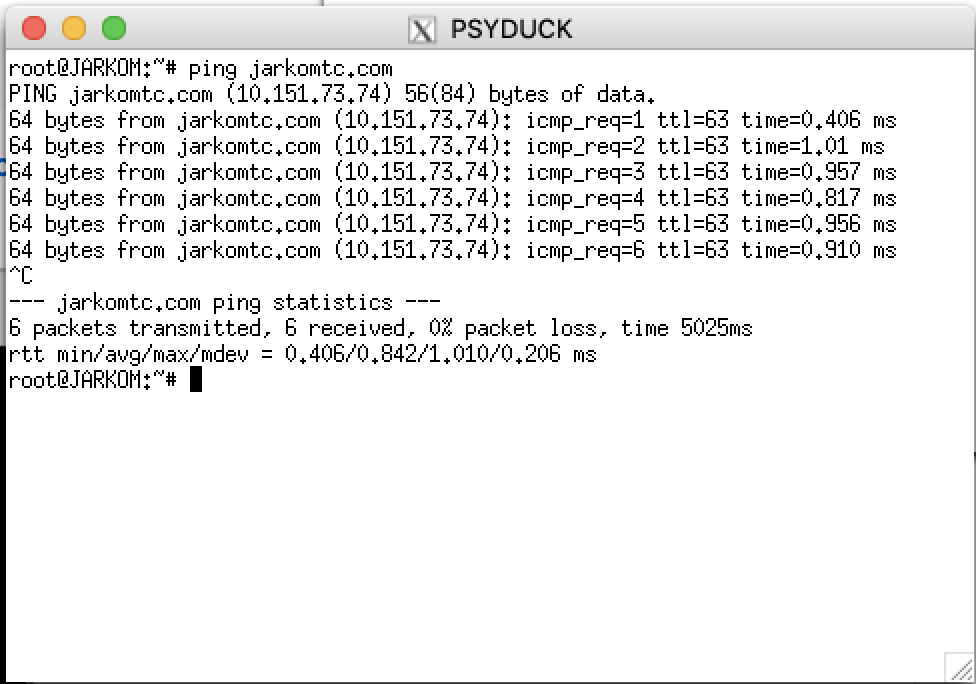 PSYDUCK
root@JARKOM:~# ping jarkomtc.com
PING jarkomtc.com (10.151.73.74) 56(84) bytes of data.
64 bytes from jarkomtc.com (10.151.73.74): icmp_req=1 ttl=63 time=0.406 ms
64 bytes from jarkomtc.com (10.151.73.74): icmp_req=2 ttl=63 time=1.01 ms
64 bytes from jarkomtc.com (10.151.73.74): icmp_req=3 ttl=63 time=0.957 ms
64 bytes from jarkomtc.com (10.151.73.74): icmp_req=4 ttl=63 time=0.817 ms
64 bytes from jarkomtc.com (10.151.73.74): icmp_req=5 ttl=63 time=0.956 ms
64 bytes from jarkomtc.com (10.151.73.74): icmp_req=6 ttl=63 time=0.910 ms
^C
--- jarkomtc.com ping statistics ---
6 packets transmitted, 6 received, 0% packet loss, time 5025ms
rtt min/avg/max/mdev = 0.406/0.842/1.010/0.206 ms
root@JARKOM:~#